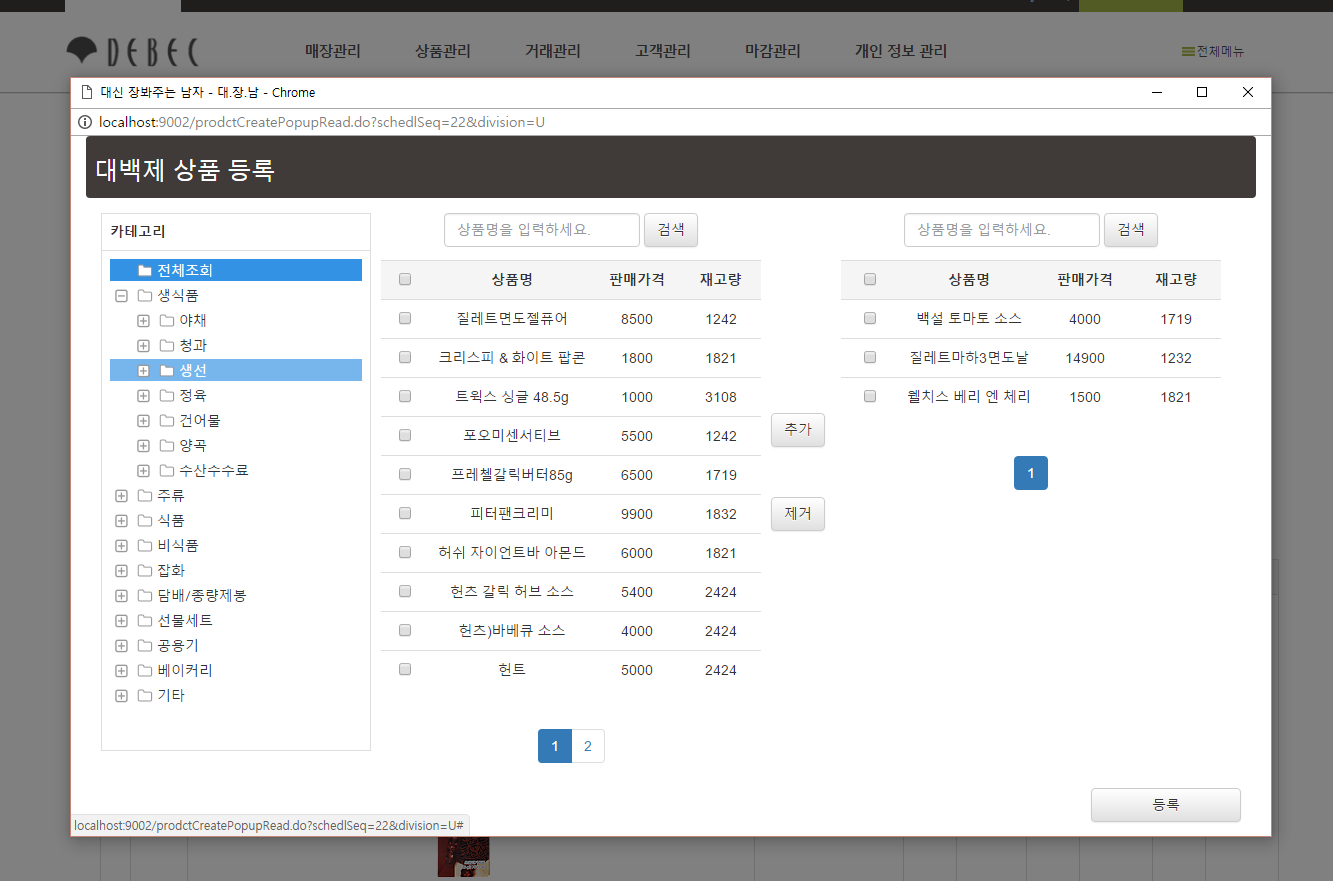 DEBEC
매장관리 상품관리 거래관리 고객관리 마감관리 개인 정보 관리 전체메뉴
대신 장봐주는 남자 - 대.장.남 - Chrome
localhost:9002/prodctCreatePopupRead.do?schedlSeq=22&division=U
대백제 상품 등록
카테고리
전체조회
생식품
야채
청과
생선
정육
건어물
양곡
수산수수료
주류
식품
비식품
잡화
담배/종량제봉
선물세트
공용기
베이커리
기타
상품명을 입력하세요. 검색
상품명 판매가격 재고량
질레트면도젤퓨어 8500 1242
크리스피 & 화이트 팝콘 1800 1821
트윅스 싱글 48.5g 1000 3108
포오미센서티브 5500 1242
프레첼갈릭버터85g 6500 1719
피터팬크리미 9900 1832
허쉬 자이언트바 아몬드 6000 1821
헌츠 갈릭 허브 소스 5400 2424
헌츠)바베큐 소스 4000 2424
헌트 5000 2424
1 2
추가
제거
상품명을 입력하세요. 검색
상품명 판매가격 재고량
백설 토마토 소스 4000 1719
질레트마하3면도날 14900 1232
웰치스 베리 엔 체리 1500 1821
1
등록
localhost:9002/prodctCreatePopupRead.do?schedlSeq=22&division=U#